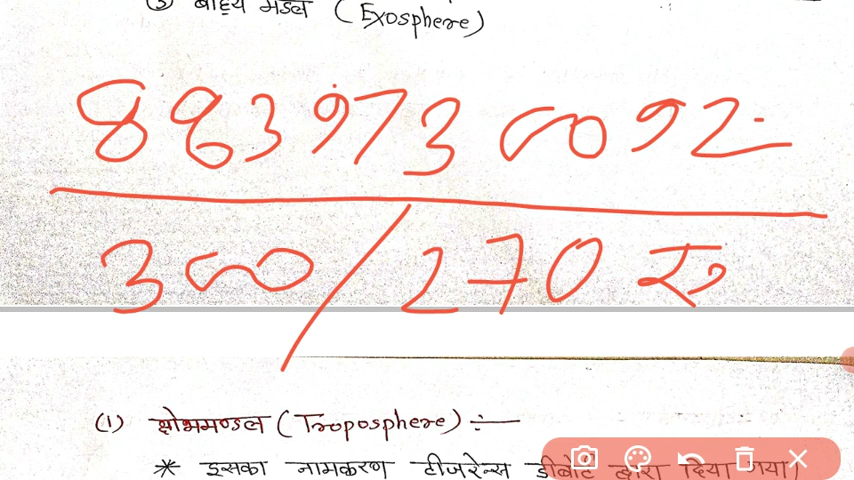 बाह्य मंडल (Exosphere)
8839730092
300/270 रु
(1) क्षोभमण्डल (Troposphere) ÷—
* इसका नामकरण टीजरेन्स डीबोर्ट द्वारा दिया गया।